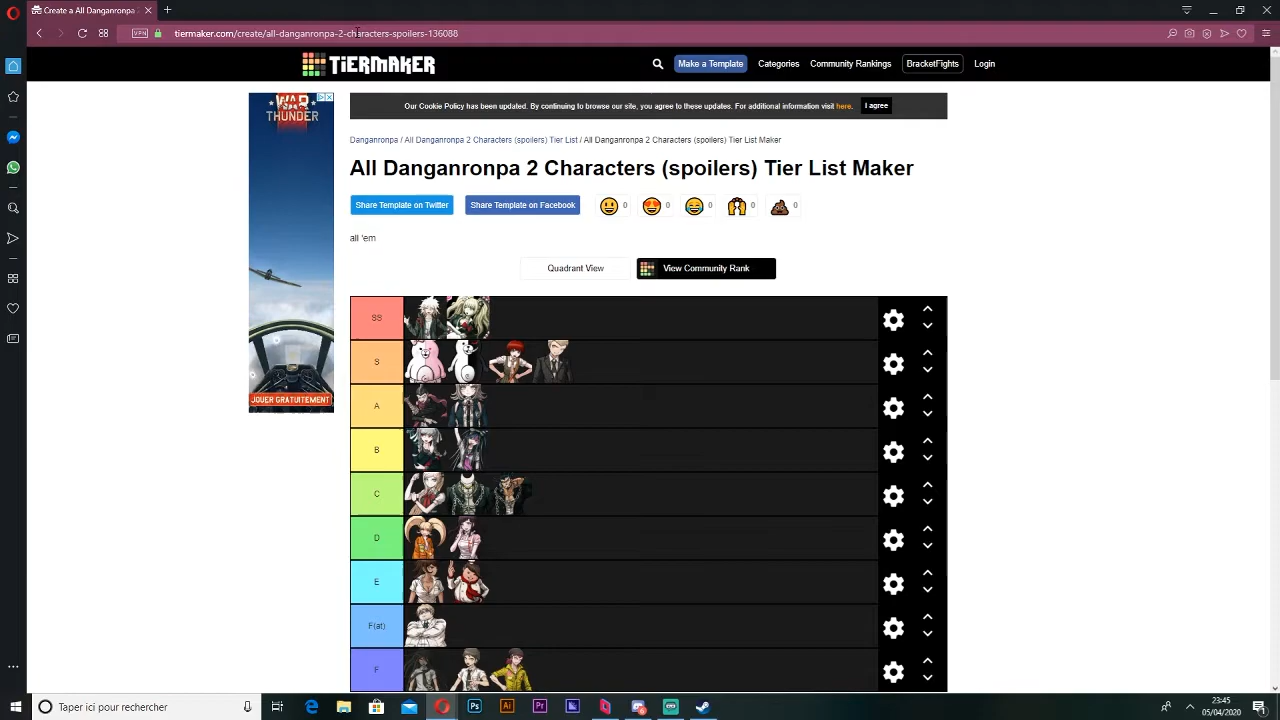 Create a All Danganronpa
VPN
tiermaker.com/create/all-danganronpa-2-characters-spoilers-136088
TiERMAKER
Make a Template
Categories
Community Rankings
BracketFights
Login
WAR THUNDER
JOUER GRATUITEMENT
Our Cookie Policy has been updated. By continuing to browse our site, you agree to these updates. For additional information visit here.
I agree
Danganronpa / All Danganronpa 2 Characters (spoilers) Tier List / All Danganronpa 2 Characters (spoilers) Tier List Maker
All Danganronpa 2 Characters (spoilers) Tier List Maker
Share Template on Twitter
Share Template on Facebook
0
0
0
0
0
all 'em
Quadrant View
View Community Rank
SS
S
A
B
C
D
E
F(at)
F
Taper ici pour rechercher
Ps
Ai
Pr
23:45
05/04/2020